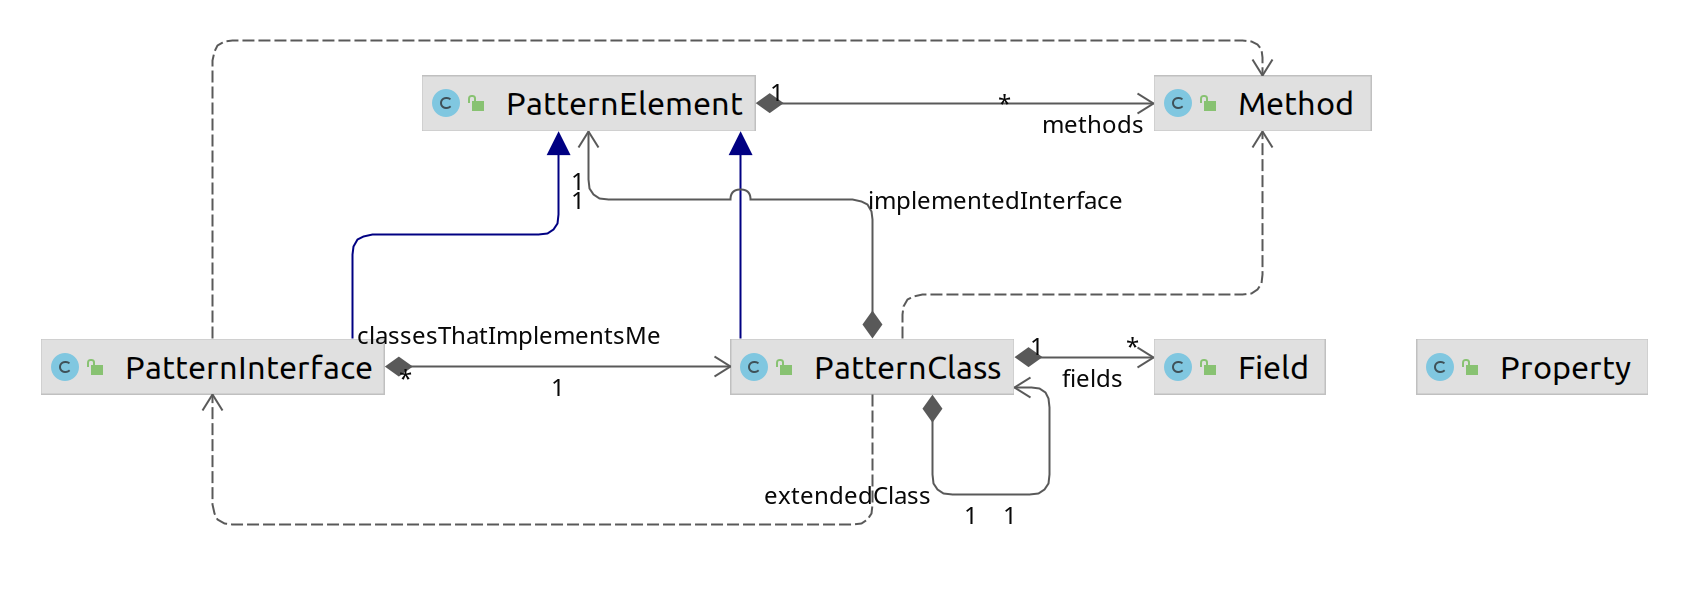 1
C PatternElement
*
C Method
methods
1
1
implementedInterface
classesThatImplementsMe
C PatternInterface
*
1
C PatternClass
1
*
fields
C Field
C Property
extendedClass
1 1